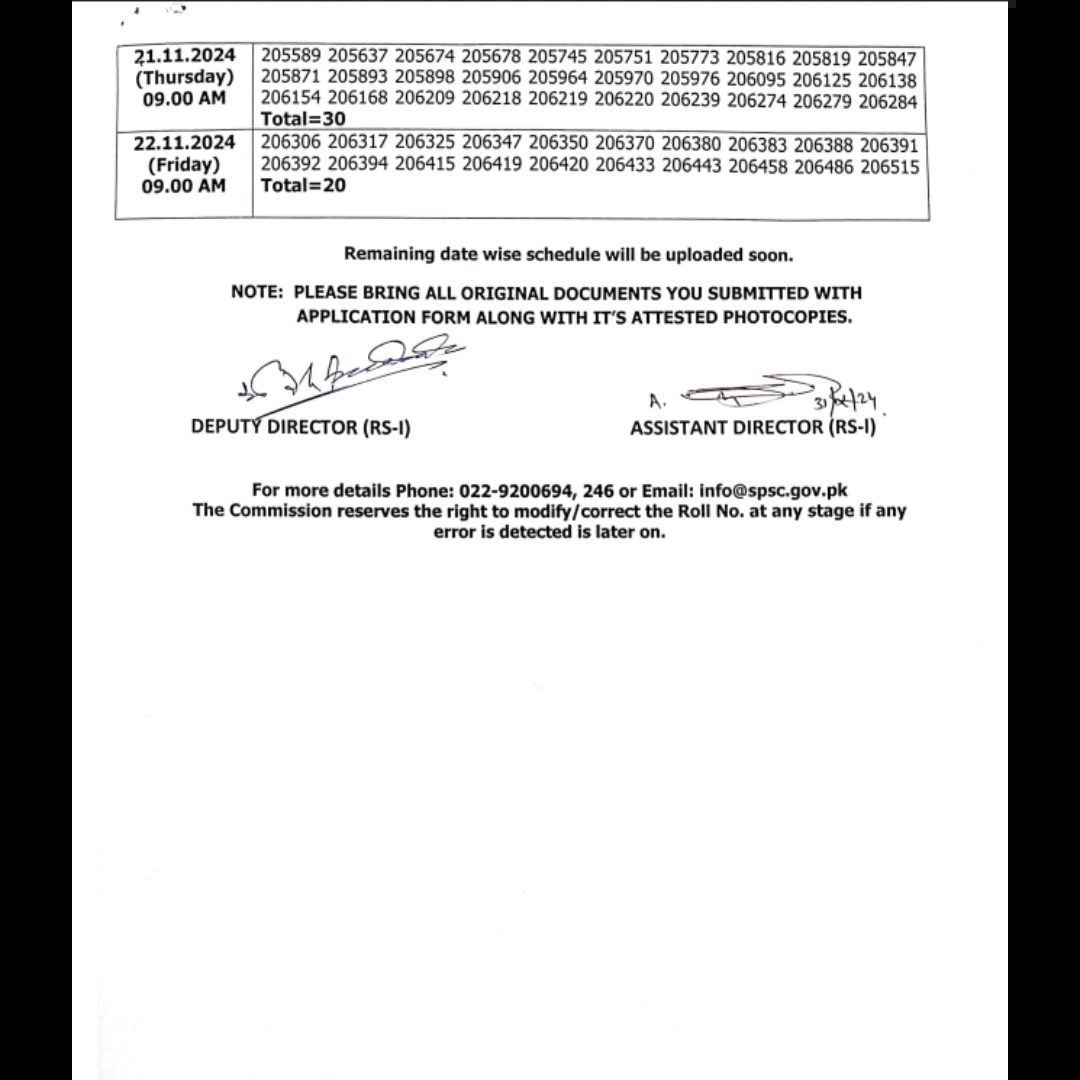 21.11.2024 205589 205637 205674 205678 205745 205751 205773 205816 205819 205847
(Thursday) 205871 205893 205898 205906 205964 205970 205976 206095 206125 206138
09.00 AM 206154 206168 206209 206218 206219 206220 206239 206274 206279 206284
Total=30
22.11.2024 206306 206317 206325 206347 206350 206370 206380 206383 206388 206391
(Friday) 206392 206394 206415 206419 206420 206433 206443 206458 206486 206515
09.00 AM Total=20
Remaining date wise schedule will be uploaded soon.
NOTE: PLEASE BRING ALL ORIGINAL DOCUMENTS YOU SUBMITTED WITH
APPLICATION FORM ALONG WITH IT'S ATTESTED PHOTOCOPIES.
A.
DEPUTY DIRECTOR (RS-I) ASSISTANT DIRECTOR (RS-I)
For more details Phone: 022-9200694, 246 or Email: info@spsc.gov.pk
The Commission reserves the right to modify/correct the Roll No. at any stage if any
error is detected is later on.